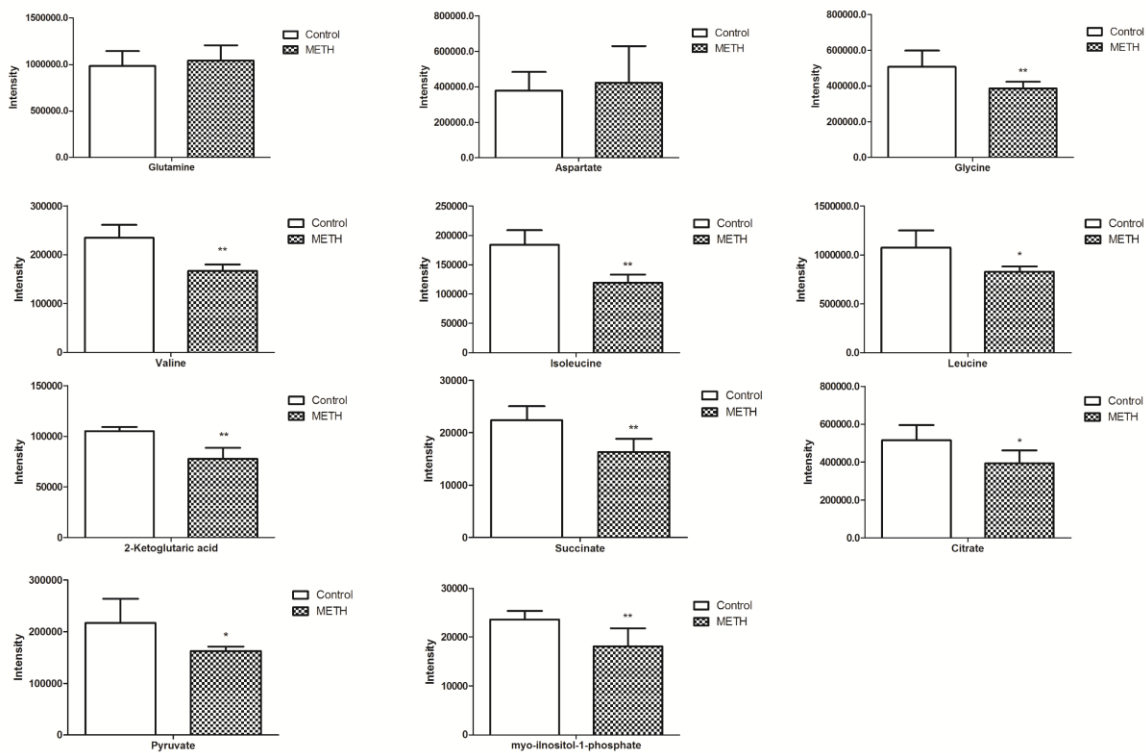 1500000.0
1000000.0
500000.0
0.0
Intensity
Control
METH
Glutamine
800000.0
600000.0
400000.0
200000.0
0.0
Intensity
Control
METH
Aspartate
800000.0
600000.0
400000.0
200000.0
0.0
Intensity
**
Control
METH
Glycine
300000
200000
100000
0
Intensity
**
Control
METH
Valine
250000
200000
150000
100000
50000
0
Intensity
**
Control
METH
Isoleucine
1500000.0
1000000.0
500000.0
0.0
Intensity
*
Control
METH
Leucine
150000
100000
50000
0
Intensity
**
Control
METH
2-Ketoglutaric acid
30000
20000
10000
0
Intensity
**
Control
METH
Succinate
800000.0
600000.0
400000.0
200000.0
0.0
Intensity
*
Control
METH
Citrate
300000
200000
100000
0
Intensity
*
Control
METH
Pyruvate
30000
20000
10000
0
Intensity
**
Control
METH
myo-ilnositol-1-phosphate